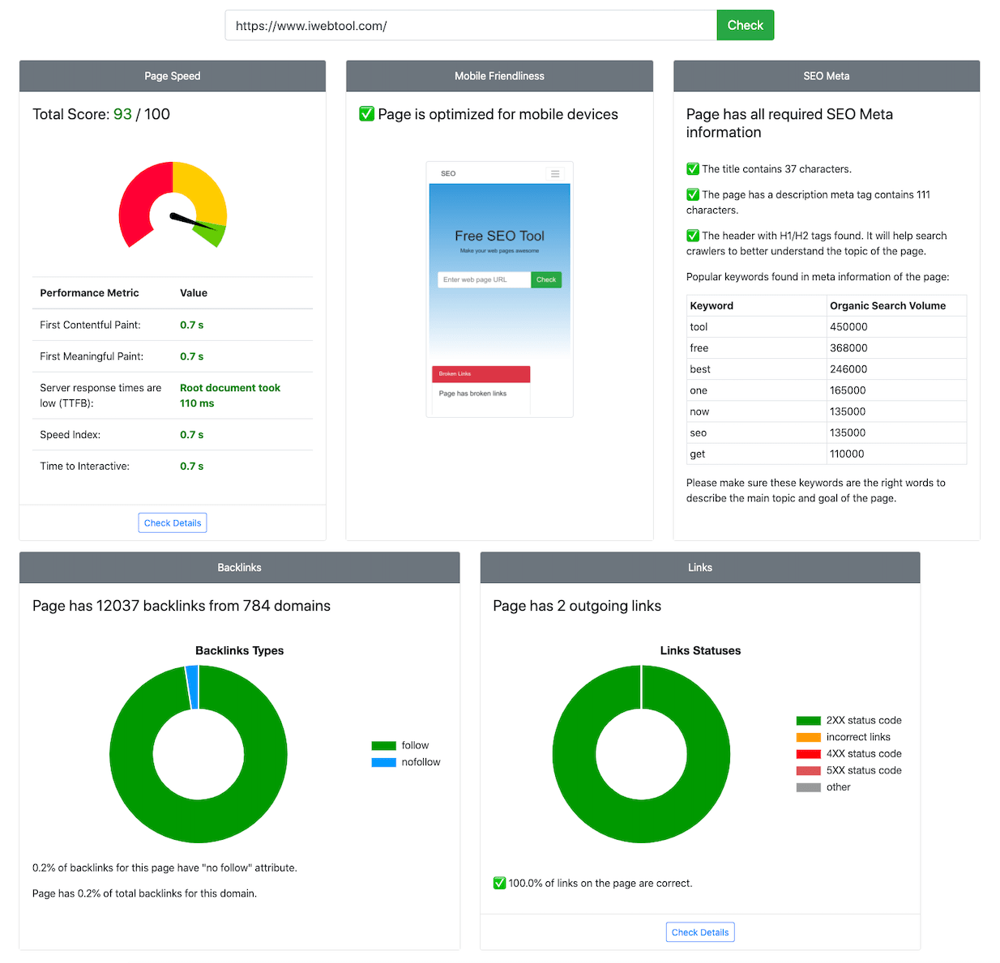 https://www.iwebtool.com/
Check
Page Speed
Total Score: 93 / 100
Performance Metric Value
First Contentful Paint: 0.7 s
First Meaningful Paint: 0.7 s
Server response times are
low (TTFB):
Root document took
110 ms
Speed Index: 0.7 s
Time to Interactive: 0.7 s
Check Details
Mobile Friendliness
✅ Page is optimized for mobile devices
SEO
Free SEO Tool
Make your web pages awesome
Enter web page URL
Check
Broken Links
Page has broken links
SEO Meta
Page has all required SEO Meta
information
✅ The title contains 37 characters.
✅ The page has a description meta tag contains 111
characters.
✅ The header with H1/H2 tags found. It will help search
crawlers to better understand the topic of the page.
Popular keywords found in meta information of the page:
Keyword Organic Search Volume
tool 450000
free 368000
best 246000
one 165000
now 135000
seo 135000
get 110000
Please make sure these keywords are the right words to
describe the main topic and goal of the page.
Backlinks
Page has 12037 backlinks from 784 domains
Backlinks Types
follow
nofollow
0.2% of backlinks for this page have "no follow" attribute.
Page has 0.2% of total backlinks for this domain.
Links
Page has 2 outgoing links
Links Statuses
2XX status code
incorrect links
4XX status code
5XX status code
other
✅ 100.0% of links on the page are correct.
Check Details